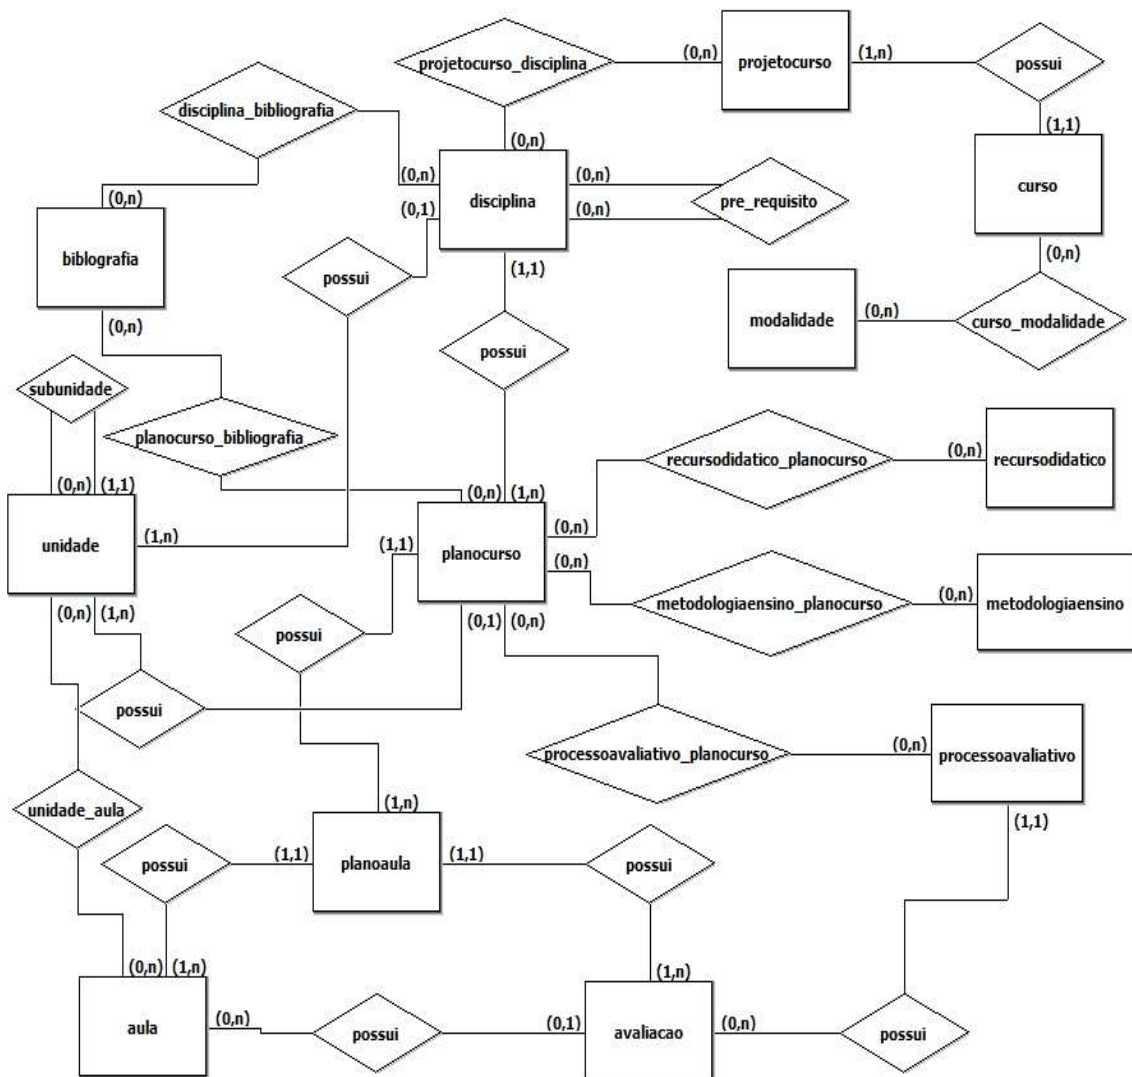 projetocurso_disciplina
(0,n)
projetocurso
(1,n)
possui
disciplina_bibliografia
(0,n)
(1,1)
(0,n)
disciplina
(0,n)
pre_requisito
curso
(0,n)
(0,1)
(0,n)
(0,n)
biblografia
possui
(1,1)
(0,n)
modalidade
(0,n)
curso_modalidade
(0,n)
possui
subunidade
planocurso_bibliografia
recursodidatico_planocurso
(0,n)
recursodidatico
(0,n)
(1,1)
(0,n)
(1,n)
unidade
(1,n)
(1,1)
planocurso
(0,n)
(0,n)
metodologiaensino_planocurso
(0,n)
metodologiaensino
(0,n)
(1,n)
possui
(0,1)
(0,n)
possui
processoavaliativo_planocurso
(0,n)
processoavaliativo
unidade_aula
(1,n)
(1,1)
possui
(1,1)
planoaula
(1,1)
possui
(0,n)
(1,n)
(1,n)
aula
(0,n)
possui
(0,1)
avaliacao
(0,n)
possui